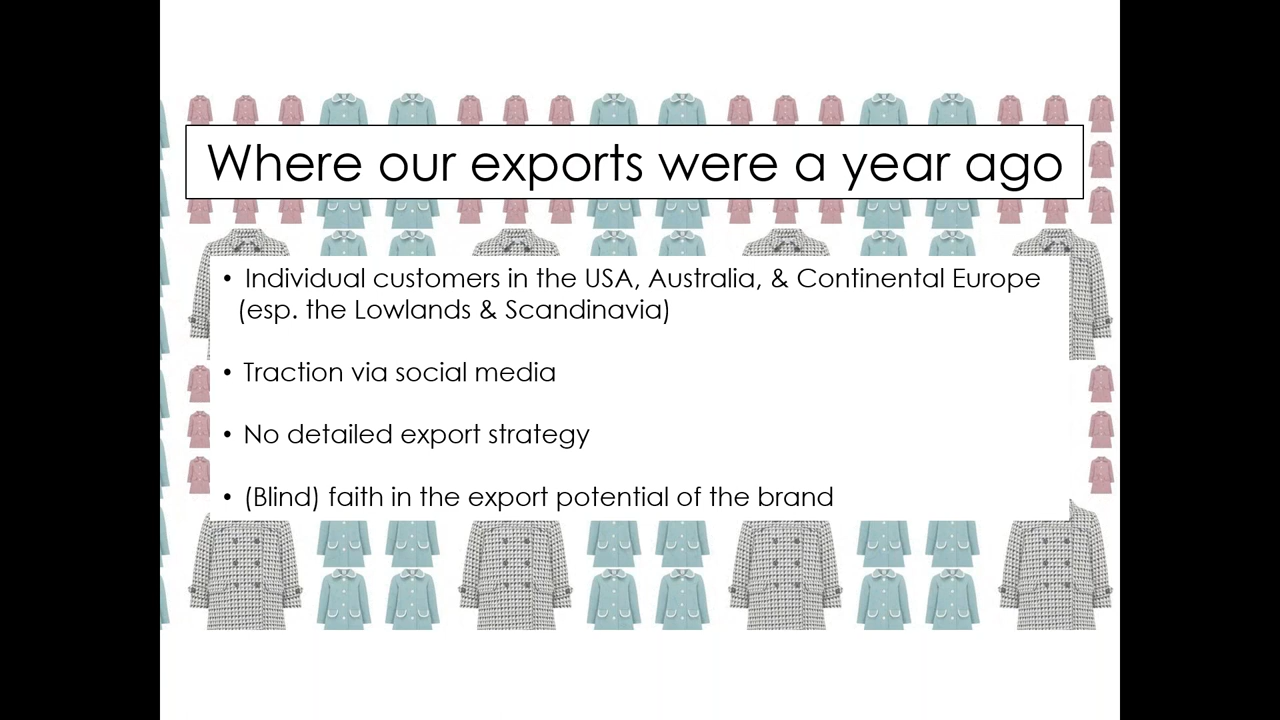 Where our exports were a year ago
• Individual customers in the USA, Australia, & Continental Europe
(esp. the Lowlands & Scandinavia)
• Traction via social media
• No detailed export strategy
• (Blind) faith in the export potential of the brand